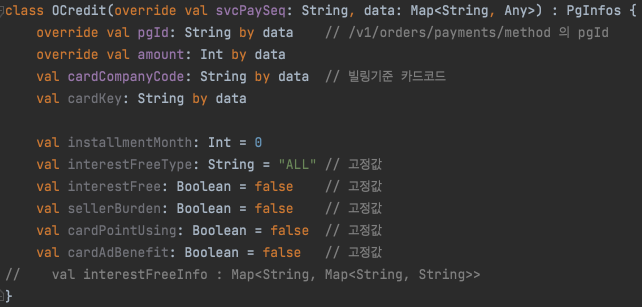 class OCredit(override val svcPaySeq: String, data: Map<String, Any>) : PgInfos {
    override val pgId: String by data    // /v1/orders/payments/method 의 pgId
    override val amount: Int by data
    val cardCompanyCode: String by data  // 빌링기준 카드코드
    val cardKey: String by data

    val installmentMonth: Int = 0
    val interestFreeType: String = "ALL" // 고정값
    val interestFree: Boolean = false    // 고정값
    val sellerBurden: Boolean = false    // 고정값
    val cardPointUsing: Boolean = false  // 고정값
    val cardAdBenefit: Boolean = false   // 고정값
//    val interestFreeInfo : Map<String, Map<String, String>>
}